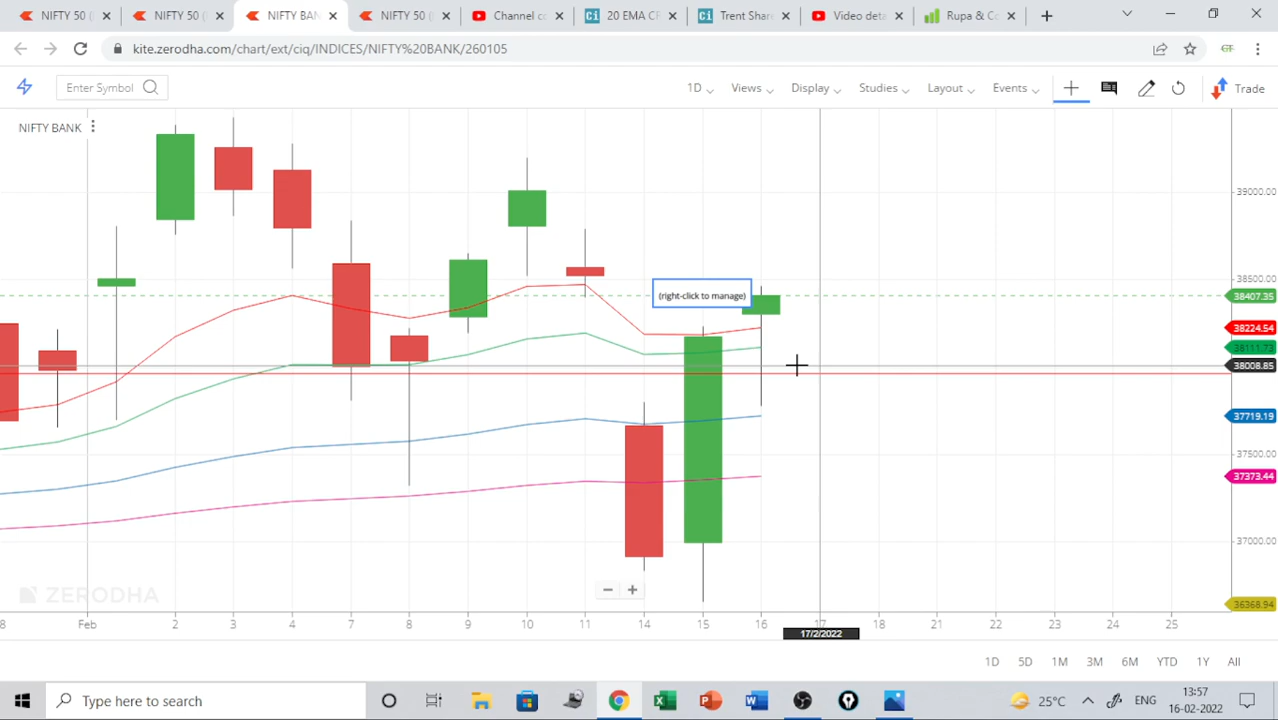 NIFTY 50 (
NIFTY 50 (
NIFTY BAN
NIFTY 50 (
Channel co
20 EMA CR
Trent Shar
Video deta
Rupa & Co
kite.zerodha.com/chart/ext/ciq/INDICES/NIFTY%20BANK/260105
Enter Symbol
1D
Views
Display
Studies
Layout
Events
Trade
NIFTY BANK
39000.00
38500.00
(right-click to manage)
38407.35
38224.54
38111.73
38008.85
37719.19
37500.00
37373.44
37000.00
36368.94
ZERODHA
8 Feb 2 3 4 7 8 9 10 11 14 15 16 17 18 21 22 23 24 25
17/2/2022
1D 5D 1M 3M 6M YTD 1Y All
Type here to search
25°C
ENG
13:57
16-02-2022